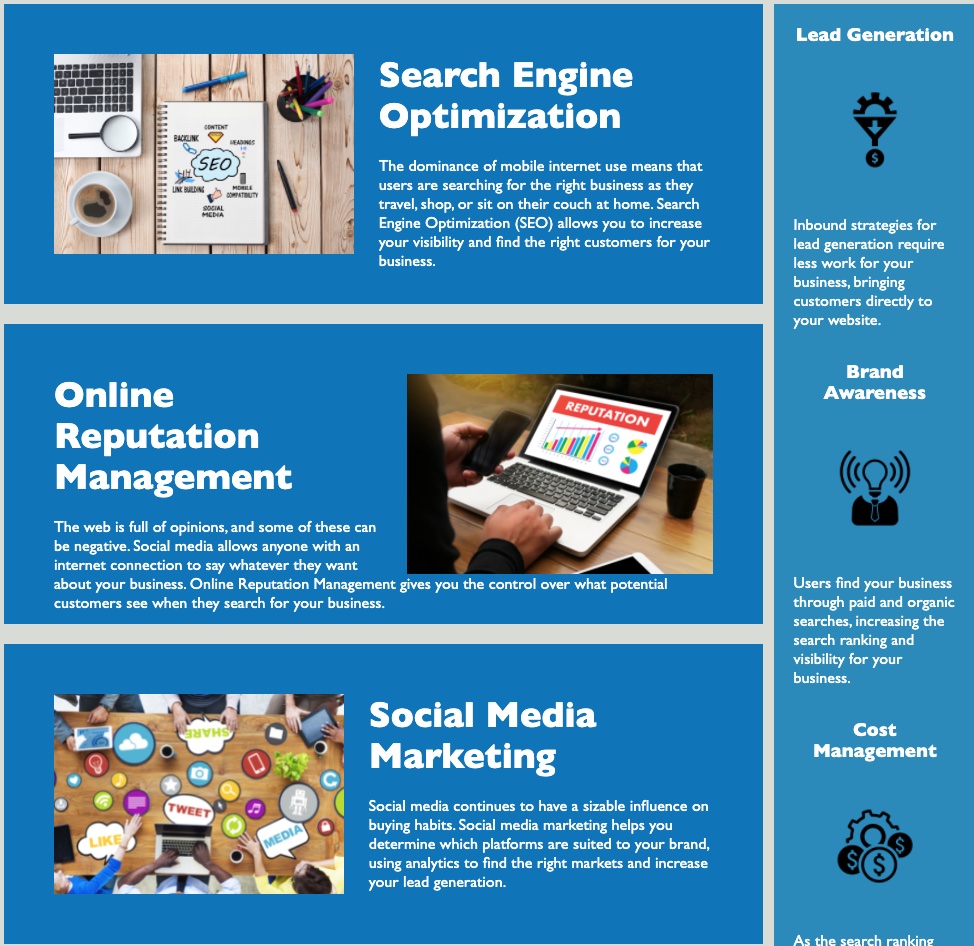 Search Engine
Optimization
The dominance of mobile internet use means that
users are searching for the right business as they
travel, shop, or sit on their couch at home. Search
Engine Optimization (SEO) allows you to increase
your visibility and find the right customers for your
business.
CONTENT
BACKLINK
HEADINGS
SEO
LINK BUILDING
MOBILE
COMPATIBILITY
SOCIAL
MEDIA
Online
Reputation
Management
The web is full of opinions, and some of these can
be negative. Social media allows anyone with an
internet connection to say whatever they want
about your business. Online Reputation Management gives you the control over what potential
customers see when they search for your business.
REPUTATION
Social Media
Marketing
Social media continues to have a sizable influence on
buying habits. Social media marketing helps you
determine which platforms are suited to your brand,
using analytics to find the right markets and increase
your lead generation.
SHARE
TWEET
LIKE
MEDIA
Lead Generation
$
Inbound strategies for
lead generation require
less work for your
business, bringing
customers directly to
your website.
Brand
Awareness
Users find your business
through paid and organic
searches, increasing the
search ranking and
visibility for your
business.
Cost
Management
$ $ $
As the search ranking